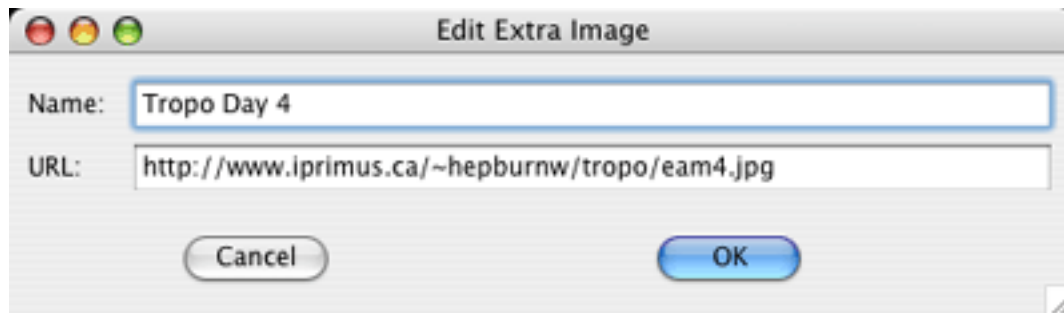 Edit Extra Image
Name: Tropo Day 4
URL: http://www.iprimus.ca/~hepburnw/tropo/eam4.jpg
Cancel OK